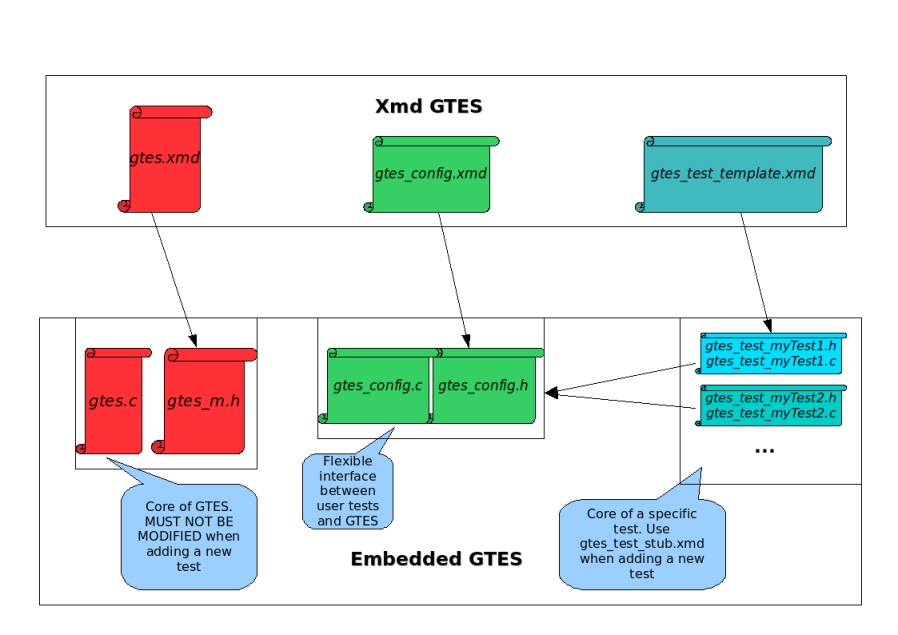 Xmd GTES
gtes.xmd
gtes_config.xmd
gtes_test_template.xmd
gtes.c
gtes_m.h
gtes_config.c
gtes_config.h
gtes_test_myTest1.h
gtes_test_myTest1.c
gtes_test_myTest2.h
gtes_test_myTest2.c
...
Core of GTES.
MUST NOT BE
MODIFIED when
adding a new
test
Flexible
interface
between
user tests
and GTES
Core of a specific
test. Use
gtes_test_stub.xmd
when adding a new
test
Embedded GTES